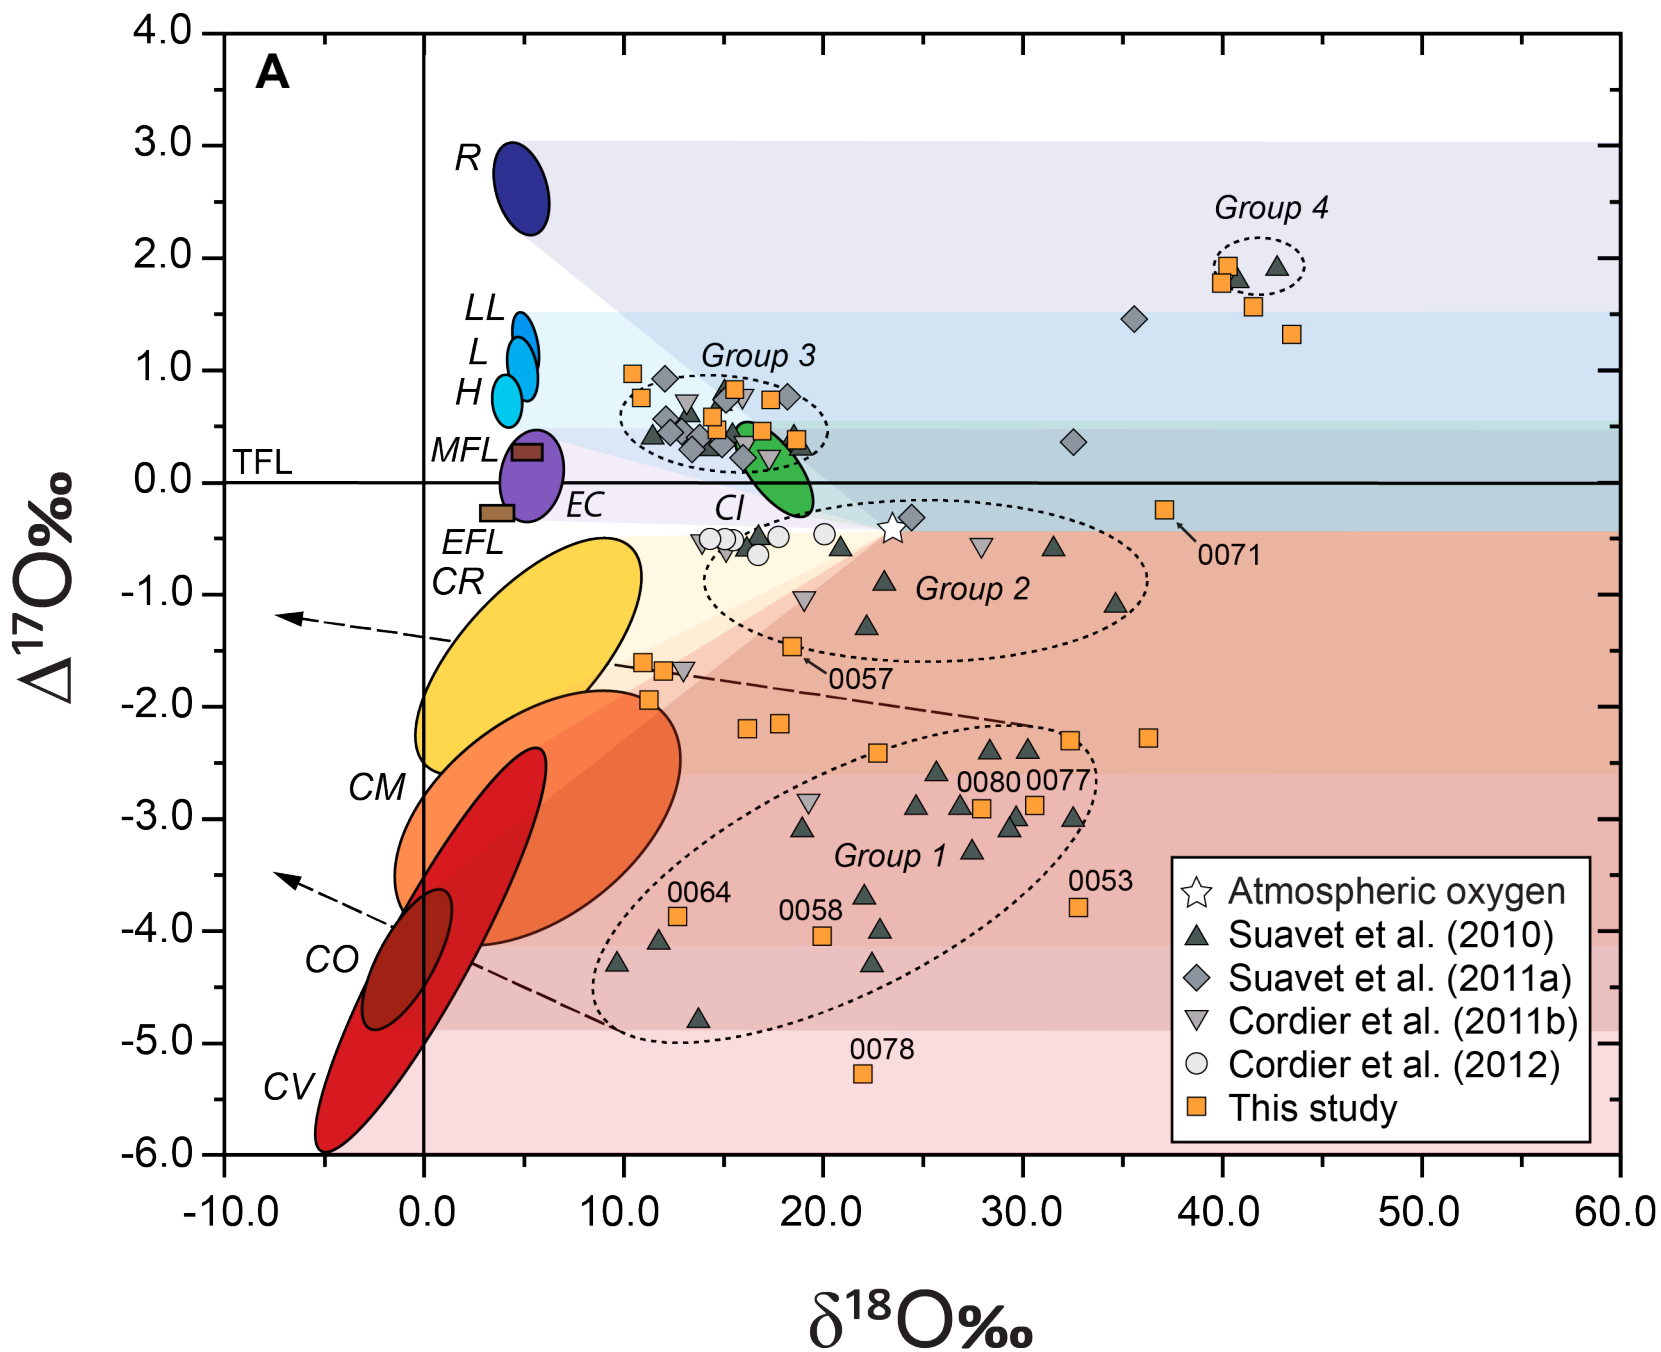 A
4.0
3.0
2.0
1.0
0.0
-1.0
-2.0
-3.0
-4.0
-5.0
-6.0
Δ¹⁷O‰
R
LL
L
H
MFL
TFL
EC
EFL
CR
CM
CO
CV
CI
Group 4
Group 3
Group 2
0071
0057
0080
0077
Group 1
0064
0058
0053
0078
Atmospheric oxygen
Suavet et al. (2010)
Suavet et al. (2011a)
Cordier et al. (2011b)
Cordier et al. (2012)
This study
-10.0
0.0
10.0
20.0
30.0
40.0
50.0
60.0
δ¹⁸O‰